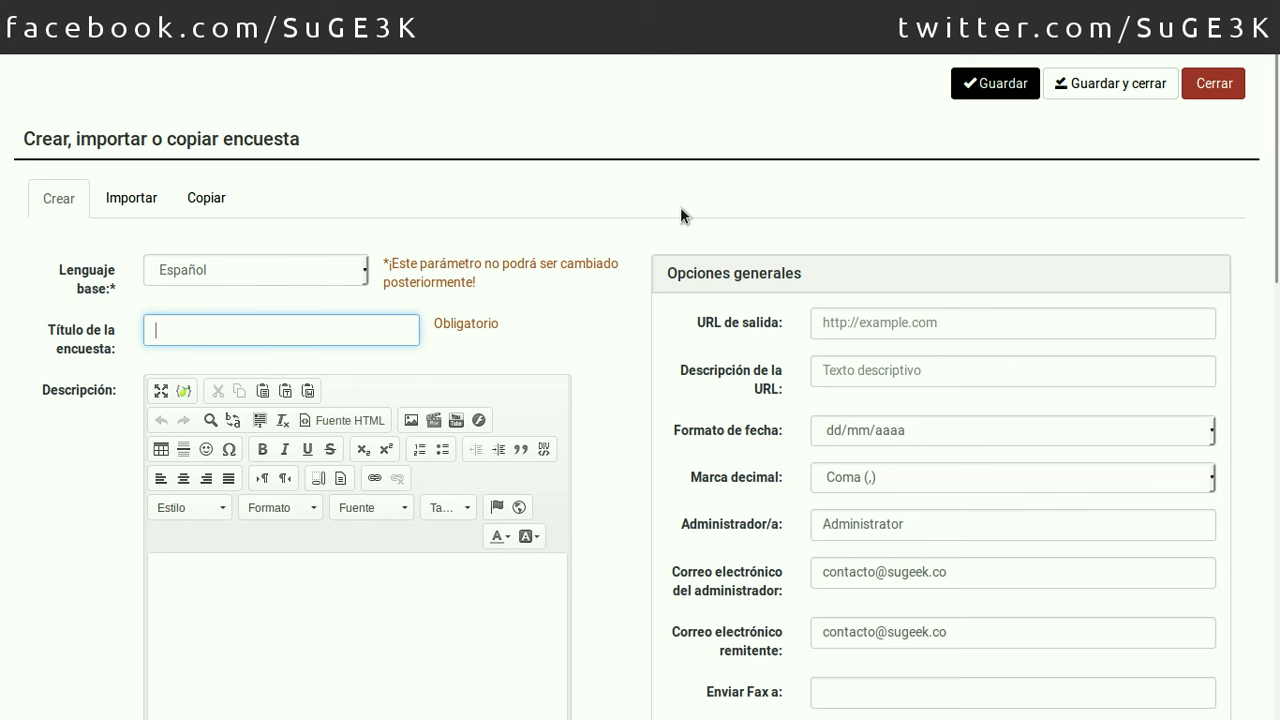 facebook.com/SuGE3K
twitter.com/SuGE3K
Guardar
Guardar y cerrar
Cerrar
Crear, importar o copiar encuesta
Crear
Importar
Copiar
Lenguaje
base:*
Español
*¡Este parámetro no podrá ser cambiado
posteriormente!
Título de la
encuesta:
Obligatorio
Descripción:
Fuente HTML
You Tube
B I U S
Estilo
Formato
Fuente
Ta...
Opciones generales
URL de salida:
http://example.com
Descripción de la
URL:
Texto descriptivo
Formato de fecha:
dd/mm/aaaa
Marca decimal:
Coma (,)
Administrador/a:
Administrator
Correo electrónico
del administrador:
contacto@sugeek.co
Correo electrónico
remitente:
contacto@sugeek.co
Enviar Fax a: